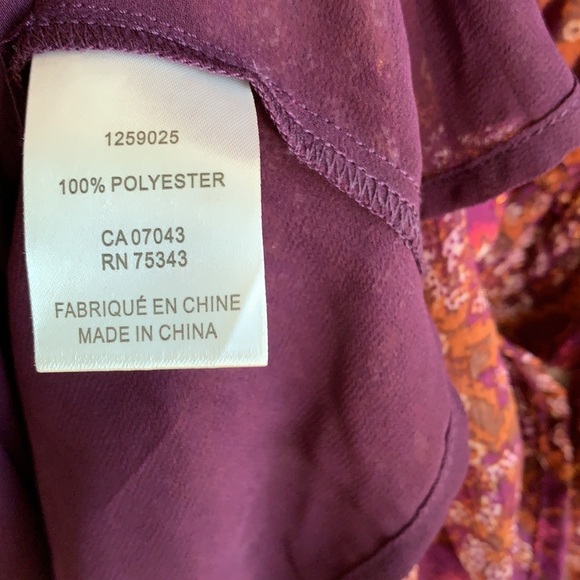 1259025
100% POLYESTER
CA 07043
RN 75343
FABRIQUÉ EN CHINE
MADE IN CHINA